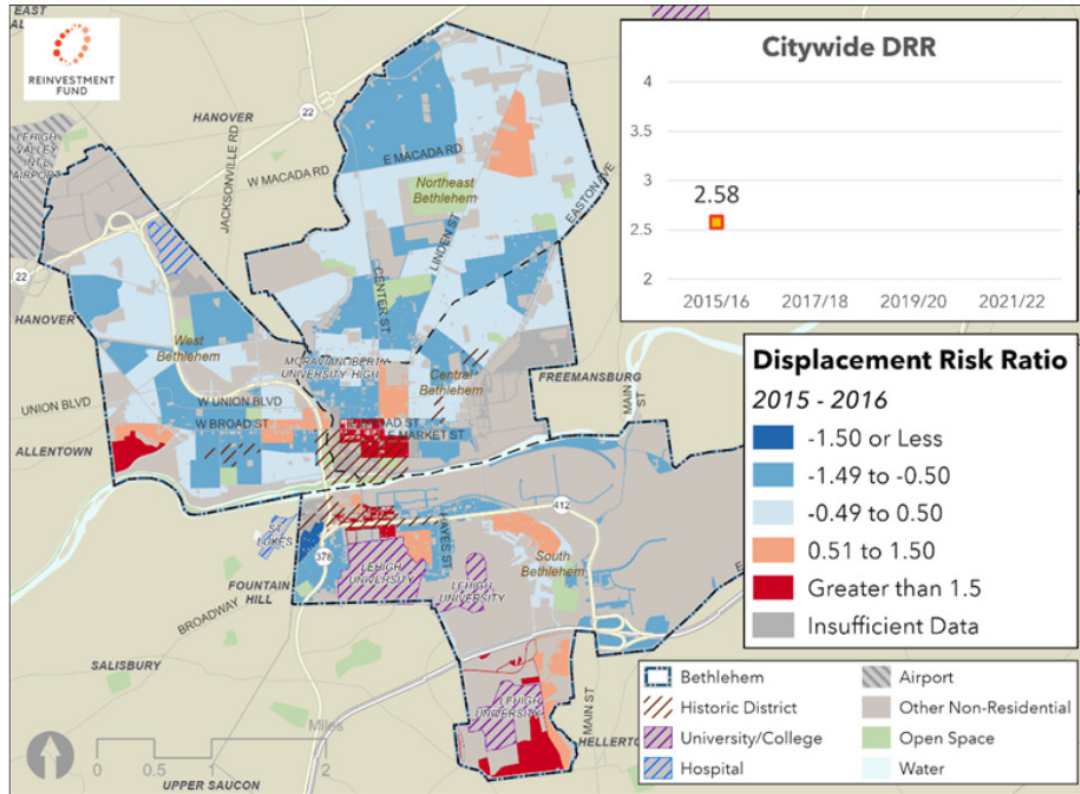 EAST
AL
REINVESTMENT
FUND
HANOVER
22
LEHIGH
VALLEY
INT'L
AIRPORT
JACKSONVILLE RD
W MACADA RD
E MACADA RD
Northeast
Bethlehem
LINDEN ST
EASTON AVE
CENTER ST
22
HANOVER
West
Bethlehem
MORAVIAN
UNIVERSITY
LIBERTY
HIGH
Central
Bethlehem
FREEMANSBURG
MAIN
ST
UNION BLVD
W UNION BLVD
W BROAD ST
AD ST
E MARKET ST
ALLENTOWN
ST
LUKES
412
378
HAYES ST
LEHIGH
UNIVERSITY
LEHIGH
UNIVERSITY
South
Bethlehem
FOUNTAIN
HILL
BROADWAY
SALISBURY
LEHIGH
UNIVERSITY
MAIN ST
HELLERTO
UPPER SAUCON
Miles
0 0.5 1 2
Citywide DRR
4
3.5
3
2.5
2
2.58
2015/16 2017/18 2019/20 2021/22
Displacement Risk Ratio
2015 - 2016
-1.50 or Less
-1.49 to -0.50
-0.49 to 0.50
0.51 to 1.50
Greater than 1.5
Insufficient Data
Bethlehem
Historic District
University/College
Hospital
Airport
Other Non-Residential
Open Space
Water